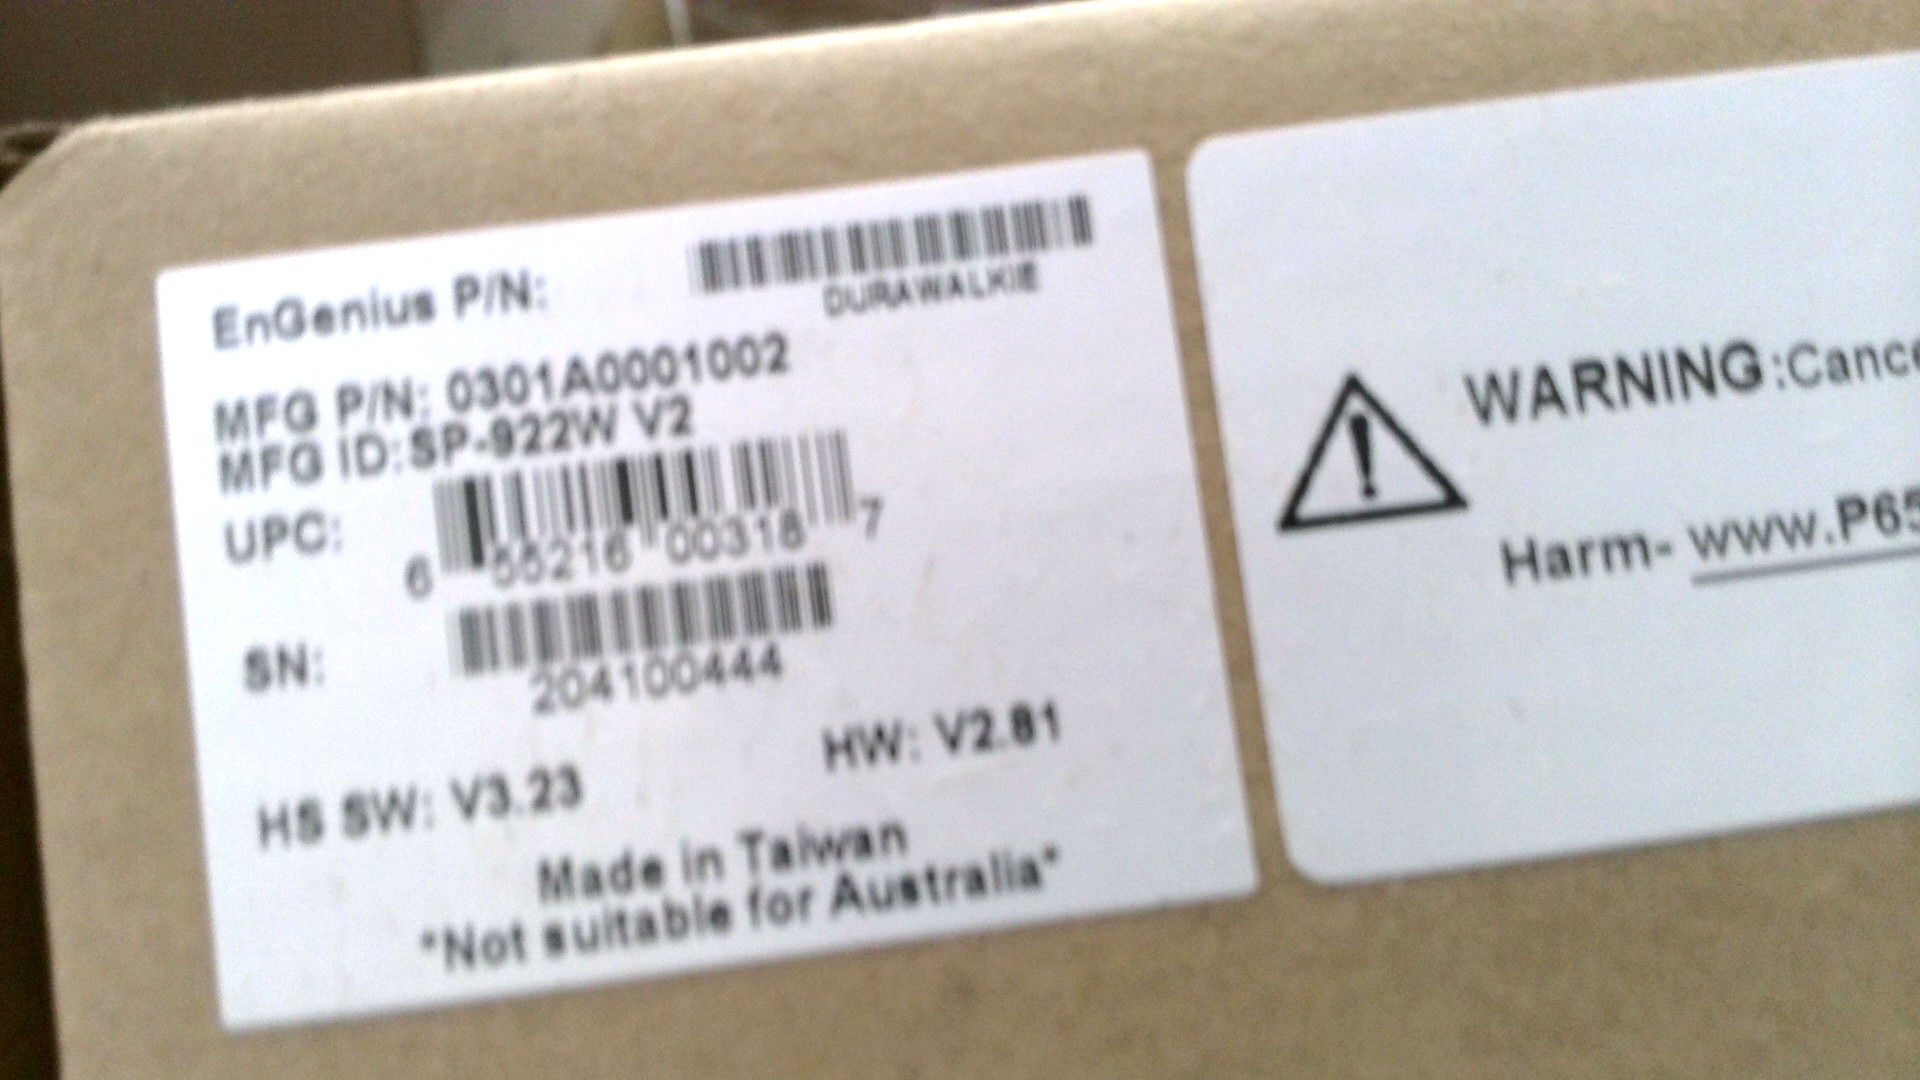 EnGenius P/N:
DURAWALKIE
MFG P/N: 0301A0001002
MFG ID:SP-922W V2
UPC:
6 55216 00318 7
SN:
204100444
HW: V2.81
HS SW: V3.23
Made in Taiwan
*Not suitable for Australia*
WARNING:Cance
Harm- www.P65